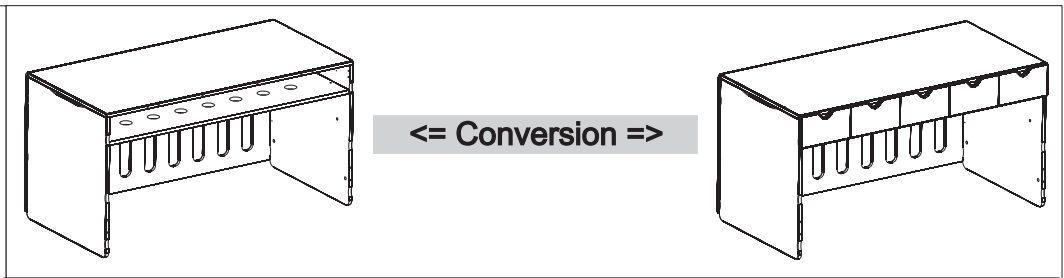 <= Conversion =>